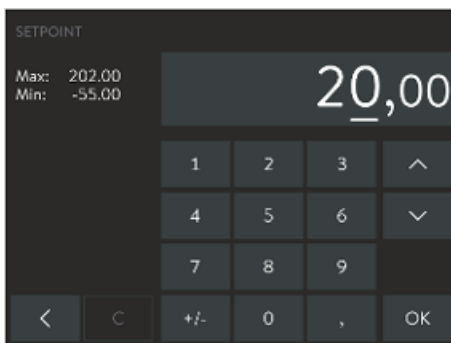 SETPOINT
Max: 202.00
Min: -55.00
20,00
1 2 3
4 5 6
7 8 9
C +/- 0 , OK